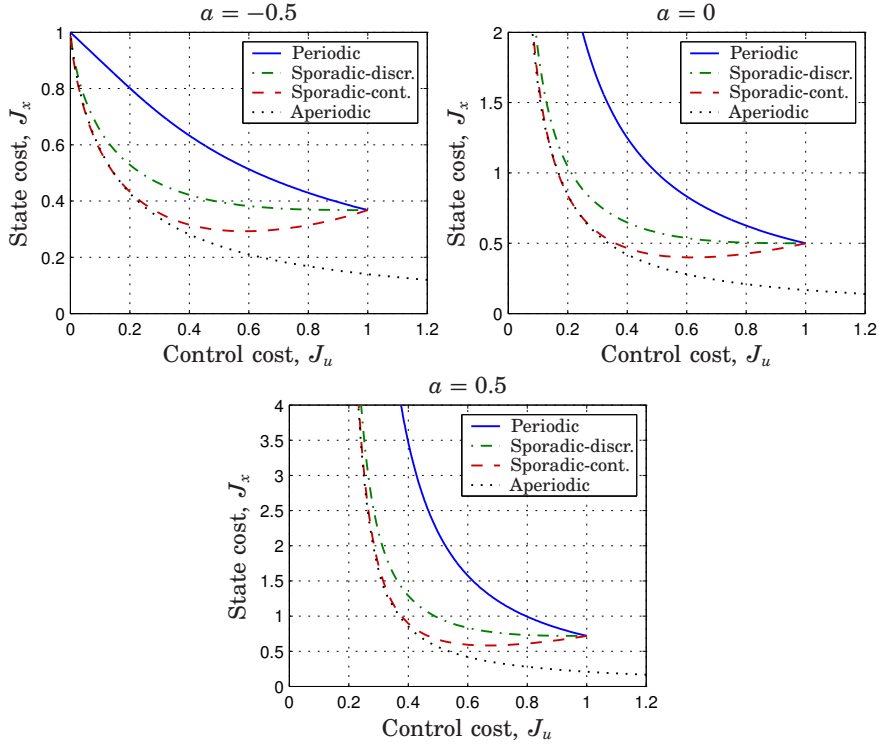 a = −0.5
1
0.8
0.6
0.4
0.2
0
0 0.2 0.4 0.6 0.8 1 1.2
State cost, J_x
Control cost, J_u
Periodic
Sporadic-discr.
Sporadic-cont.
Aperiodic
a = 0
2
1.5
1
0.5
0
0 0.2 0.4 0.6 0.8 1 1.2
State cost, J_x
Control cost, J_u
Periodic
Sporadic-discr.
Sporadic-cont.
Aperiodic
a = 0.5
4
3.5
3
2.5
2
1.5
1
0.5
0
0 0.2 0.4 0.6 0.8 1 1.2
State cost, J_x
Control cost, J_u
Periodic
Sporadic-discr.
Sporadic-cont.
Aperiodic